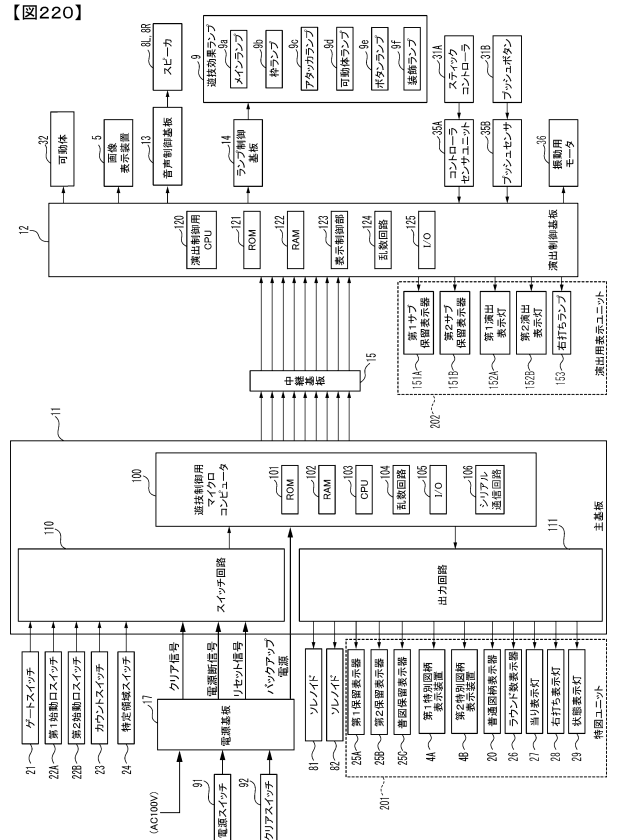 【図220】
32
可動体
5
画像
表示装置
8L, 8R
スピーカ
13
音声制御基板
9
遊技効果ランプ
9a
メインランプ
9b
枠ランプ
9c
アタッカランプ
9d
可動体ランプ
9e
ボタンランプ
9f
装飾ランプ
14
ランプ制御
基板
31A
スティック
コントローラ
35A
コントローラ
センサユニット
31B
プッシュボタン
35B
プッシュセンサ
36
振動用
モータ
12
120
演出制御用
CPU
121
ROM
122
RAM
123
表示制御部
124
乱数回路
125
I/O
演出制御基板
151A
第1サブ
保留表示器
151B
第2サブ
保留表示器
152A
第1演出
表示灯
152B
第2演出
表示灯
153
右打ちランプ
202
演出用表示ユニット
中継基板
15
11
100
遊技制御用
マイクロ
コンピュータ
101
ROM
102
RAM
103
CPU
104
乱数回路
105
I/O
106
シリアル
通信回路
主基板
110
スイッチ回路
111
出力回路
21
ゲートスイッチ
22A
第1始動口スイッチ
22B
第2始動口スイッチ
23
カウントスイッチ
24
特定領域スイッチ
クリア信号
電源断信号
リセット信号
バックアップ
電源
17
電源基板
(AC100V)
91
電源スイッチ
92
クリアスイッチ
81
ソレノイド
82
ソレノイド
25A
第1保留表示器
25B
第2保留表示器
25C
普図保留表示器
4A
第1特別図柄
表示装置
4B
第2特別図柄
表示装置
20
普通図柄表示器
26
ラウンド数表示器
27
当り表示灯
28
右打ち表示灯
29
状態表示灯
201
特図ユニット